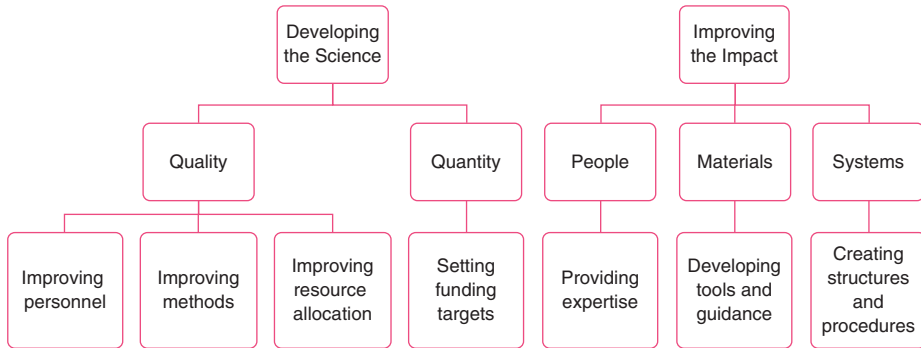 Developing
the Science
Improving
the Impact
Quality
Quantity
People
Materials
Systems
Improving
personnel
Improving
methods
Improving
resource
allocation
Setting
funding
targets
Providing
expertise
Developing
tools and
guidance
Creating
structures
and
procedures